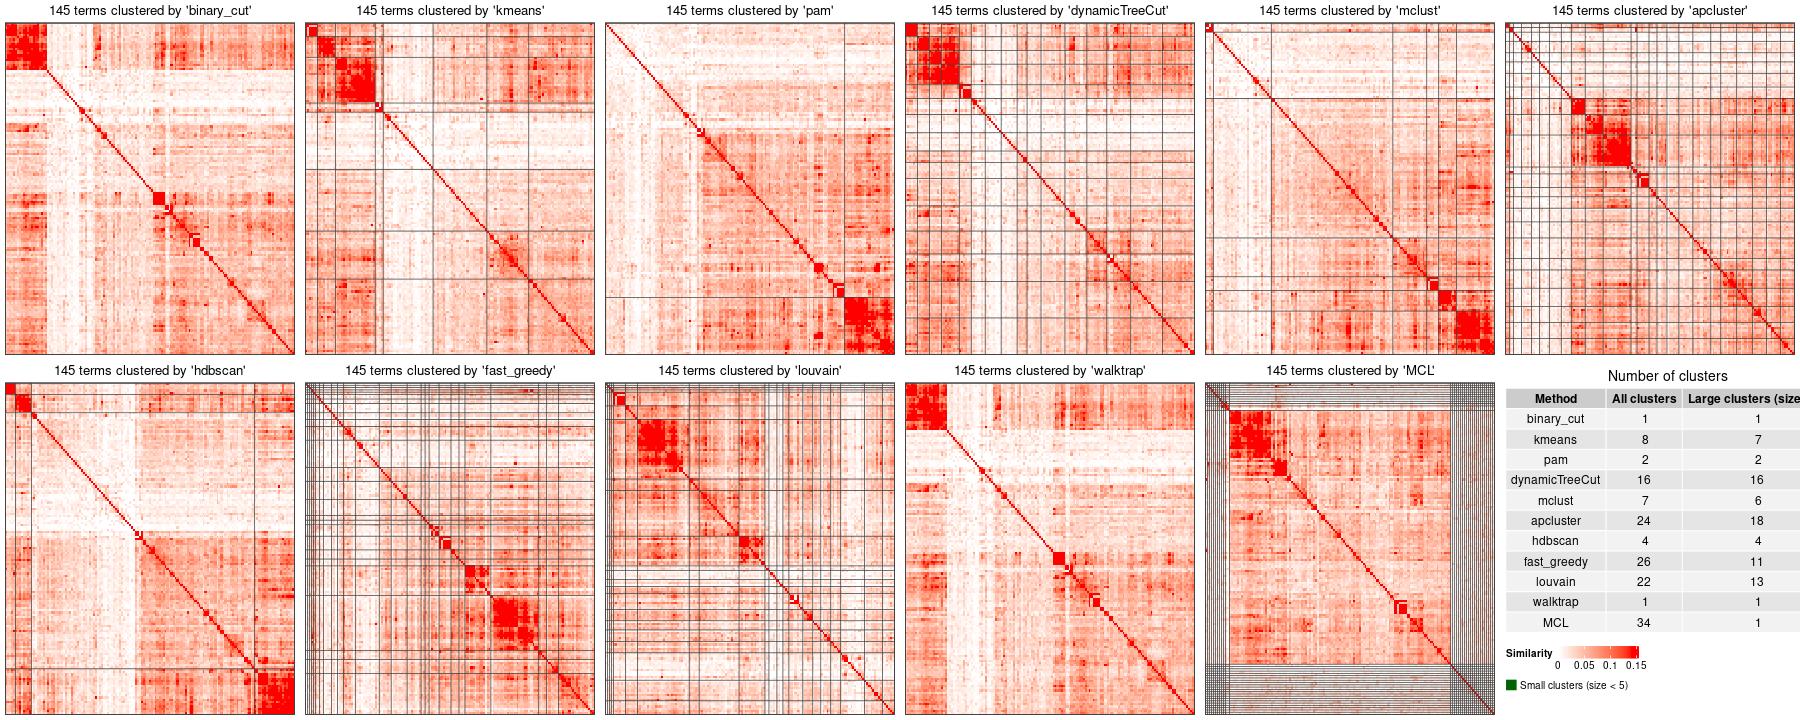 145 terms clustered by 'binary_cut'
145 terms clustered by 'kmeans'
145 terms clustered by 'pam'
145 terms clustered by 'dynamicTreeCut'
145 terms clustered by 'mclust'
145 terms clustered by 'apcluster'
145 terms clustered by 'hdbscan'
145 terms clustered by 'fast_greedy'
145 terms clustered by 'louvain'
145 terms clustered by 'walktrap'
145 terms clustered by 'MCL'
Number of clusters
Method All clusters Large clusters (size
binary_cut 1 1
kmeans 8 7
pam 2 2
dynamicTreeCut 16 16
mclust 7 6
apcluster 24 18
hdbscan 4 4
fast_greedy 26 11
louvain 22 13
walktrap 1 1
MCL 34 1
Similarity
0 0.05 0.1 0.15
Small clusters (size < 5)